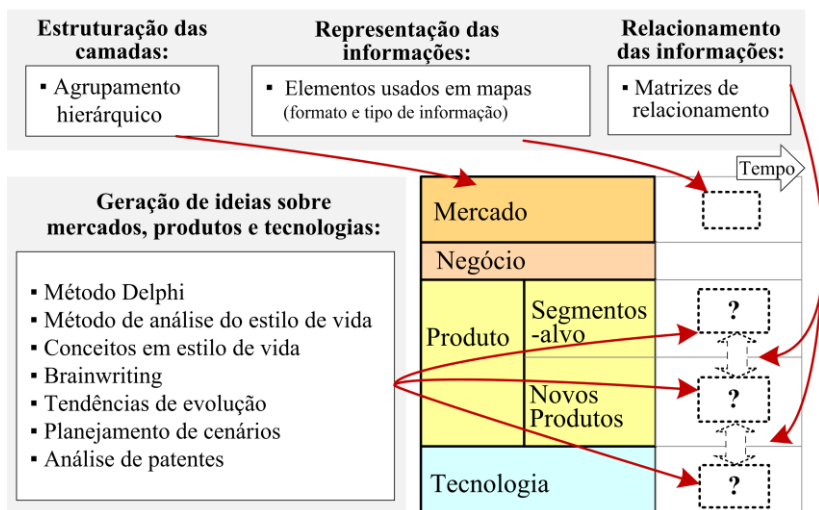 Estruturação das
camadas:
▪ Agrupamento
hierárquico
Representação das
informações:
▪ Elementos usados em mapas
(formato e tipo de informação)
Relacionamento
das informações:
▪ Matrizes de
relacionamento
Tempo
Geração de ideias sobre
mercados, produtos e tecnologias:
▪ Método Delphi
▪ Método de análise do estilo de vida
▪ Conceitos em estilo de vida
▪ Brainwriting
▪ Tendências de evolução
▪ Planejamento de cenários
▪ Análise de patentes
Mercado
Negócio
Produto
Segmentos
-alvo
?
Novos
Produtos
?
Tecnologia
?